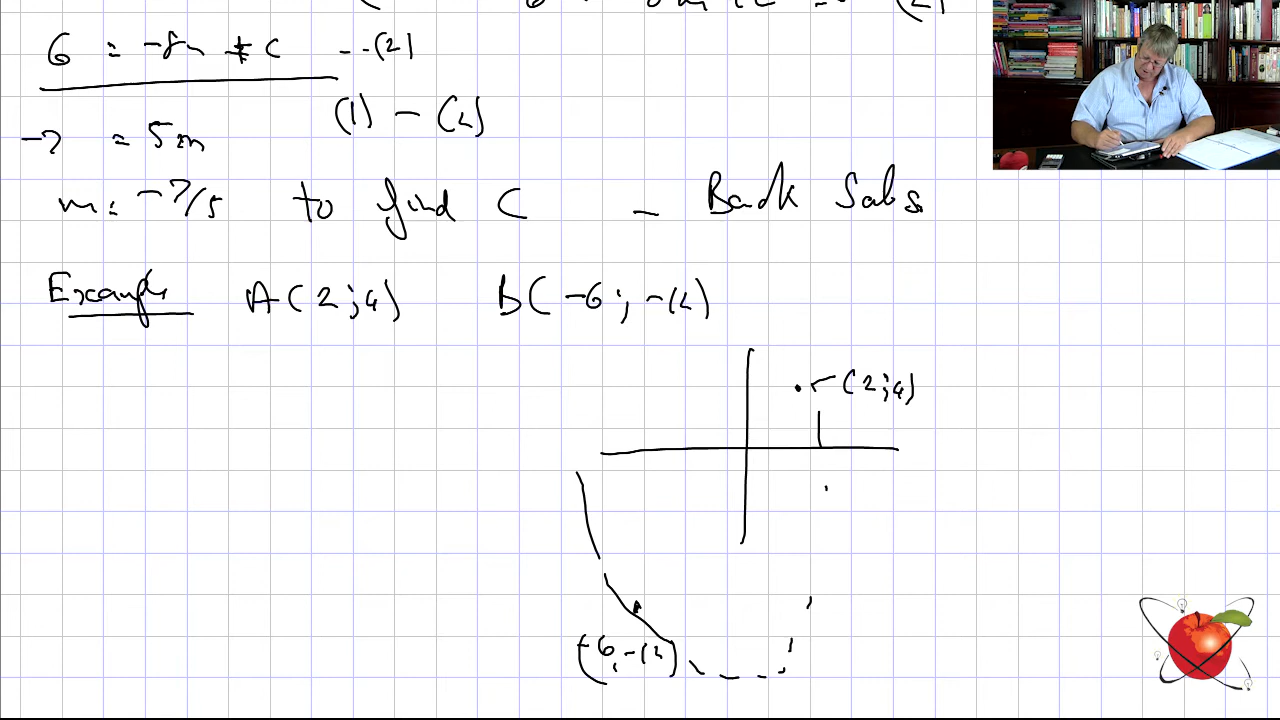 6 = -8m + c --(2)
(1) - (2)
-7 = 5m
m = -7/5 to find C - Back Subs
Example A(2;4) B(-6;-12)
(2;4)
(-6;-12)